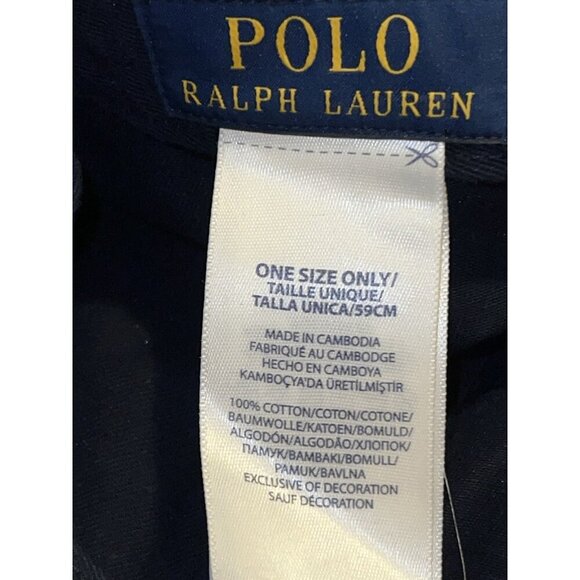 POLO
RALPH LAUREN
ONE SIZE ONLY/
TAILLE UNIQUE/
TALLA UNICA/59CM
MADE IN CAMBODIA
FABRIQUÉ AU CAMBODGE
HECHO EN CAMBOYA
KAMBOÇYA'DA ÜRETİLMİŞTİR
100% COTTON/COTON/COTONE/
BAUMWOLLE/KATOEN/BOMULD/
ALGODÓN/ALGODÃO/ХЛОПОК/
ПАМУК/BAMBAKI/BOMULL/
PAMUK/BAVLNA
EXCLUSIVE OF DECORATION
SAUF DÉCORATION